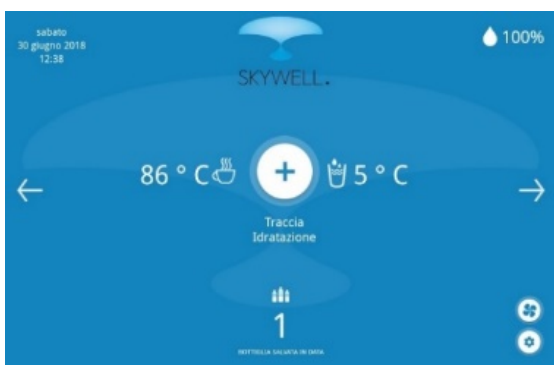 sabato
30 giugno 2018
12:38
100%
SKYWELL.
86 ° C
5 ° C
Traccia
Idratazione
1
BOTTIGLIA SALVATA IN DATA